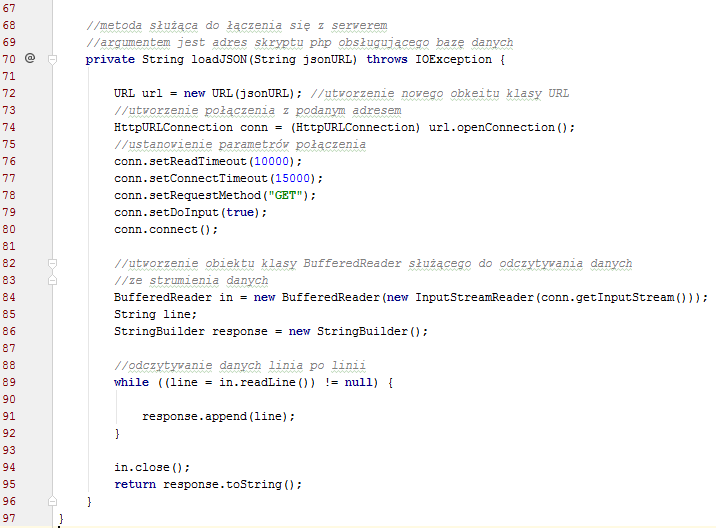 67
68 //metoda służąca do łączenia się z serwerem
69 //argumentem jest adres skryptu php obsługującego bazę danych
70 @ private String loadJSON(String jsonURL) throws IOException {
71
72 URL url = new URL(jsonURL); //utworzenie nowego obkeitu klasy URL
73 //utworzenie połączenia z podanym adresem
74 HttpURLConnection conn = (HttpURLConnection) url.openConnection();
75 //ustanowienie parametrów połączenia
76 conn.setReadTimeout(10000);
77 conn.setConnectTimeout(15000);
78 conn.setRequestMethod("GET");
79 conn.setDoInput(true);
80 conn.connect();
81
82 //utworzenie obiektu klasy BufferedReader służącego do odczytywania danych
83 //ze strumienia danych
84 BufferedReader in = new BufferedReader(new InputStreamReader(conn.getInputStream()));
85 String line;
86 StringBuilder response = new StringBuilder();
87
88 //odczytywanie danych linia po linii
89 while ((line = in.readLine()) != null) {
90
91 response.append(line);
92 }
93
94 in.close();
95 return response.toString();
96 }
97 }